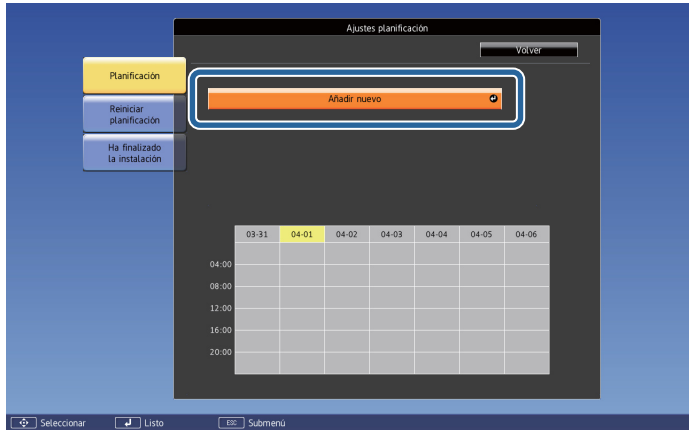 Ajustes planificación
Volver
Planificación
Añadir nuevo
Reiniciar
planificación
Ha finalizado
la instalación
03-31 04-01 04-02 04-03 04-04 04-05 04-06
04:00
08:00
12:00
16:00
20:00
Seleccionar Listo ESC Submenú